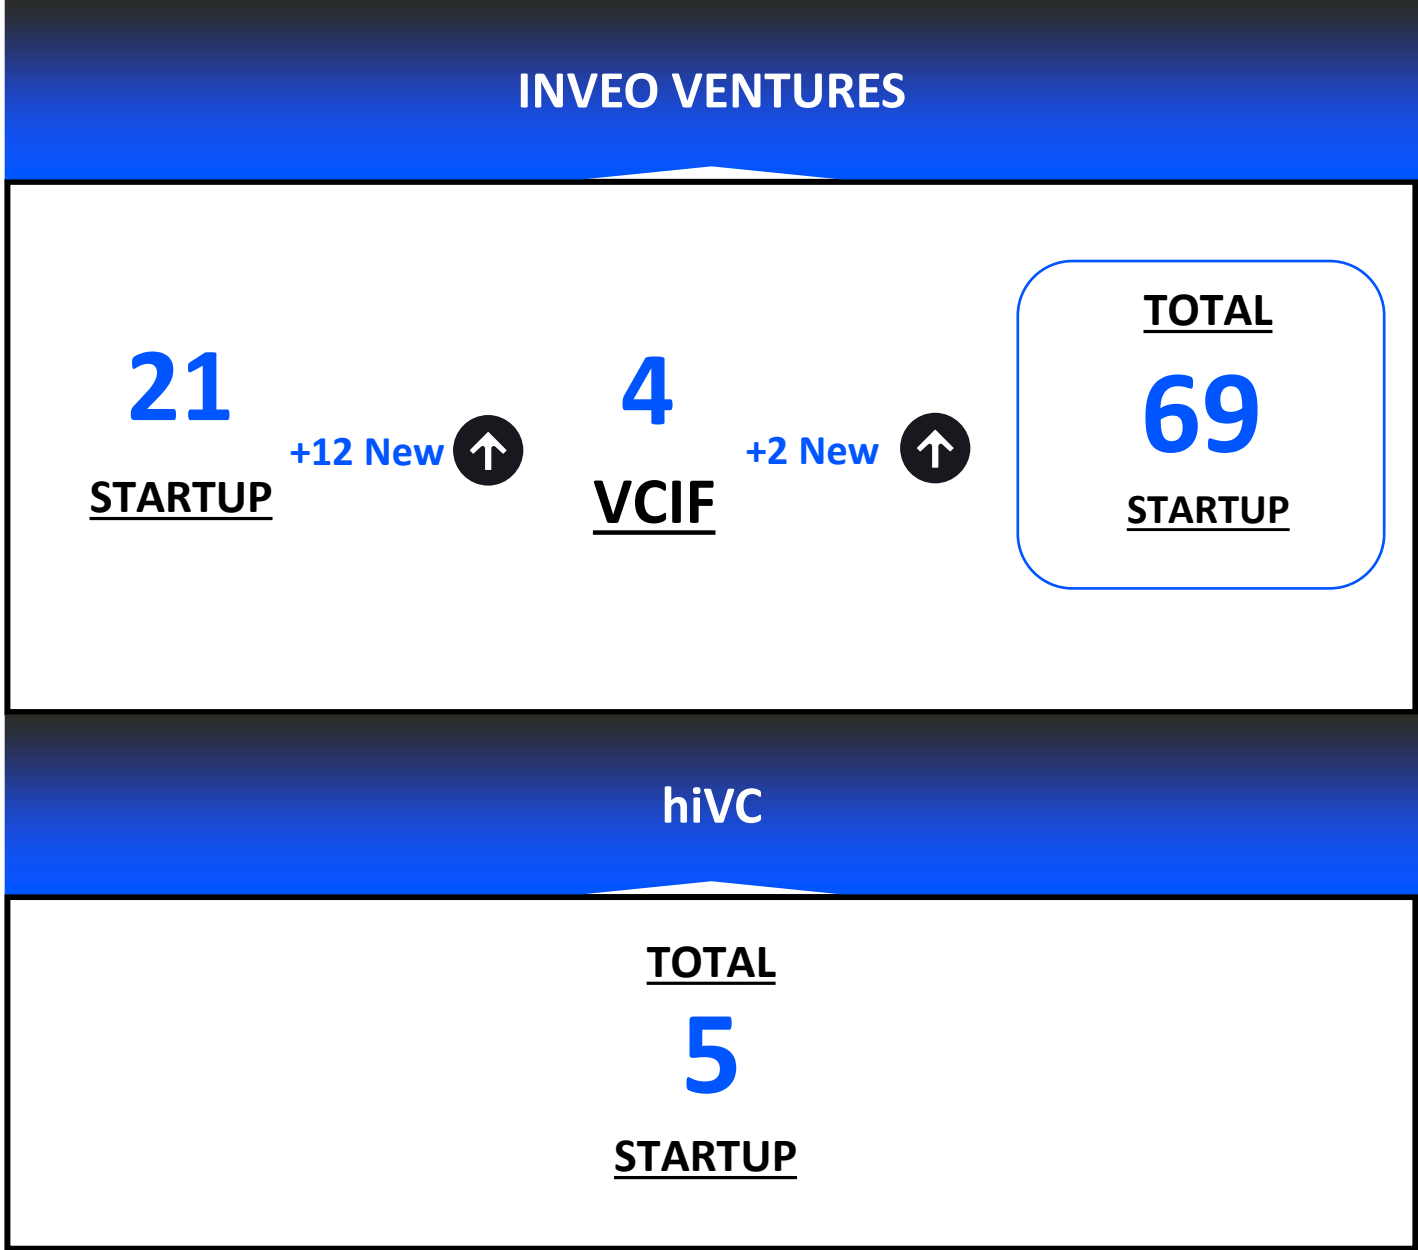 INVEO VENTURES
21
STARTUP
+12 New
4
VCIF
+2 New
TOTAL
69
STARTUP
hiVC
TOTAL
5
STARTUP